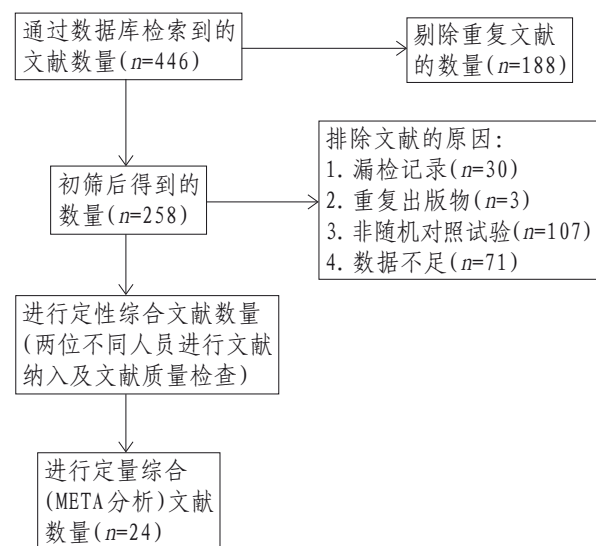 通过数据库检索到的
文献数量(n=446)
剔除重复文献
的数量(n=188)
初筛后得到的
数量(n=258)
排除文献的原因:
1. 漏检记录(n=30)
2. 重复出版物(n=3)
3. 非随机对照试验(n=107)
4. 数据不足(n=71)
进行定性综合文献数量
(两位不同人员进行文献
纳入及文献质量检查)
进行定量综合
(META分析)文献
数量(n=24)